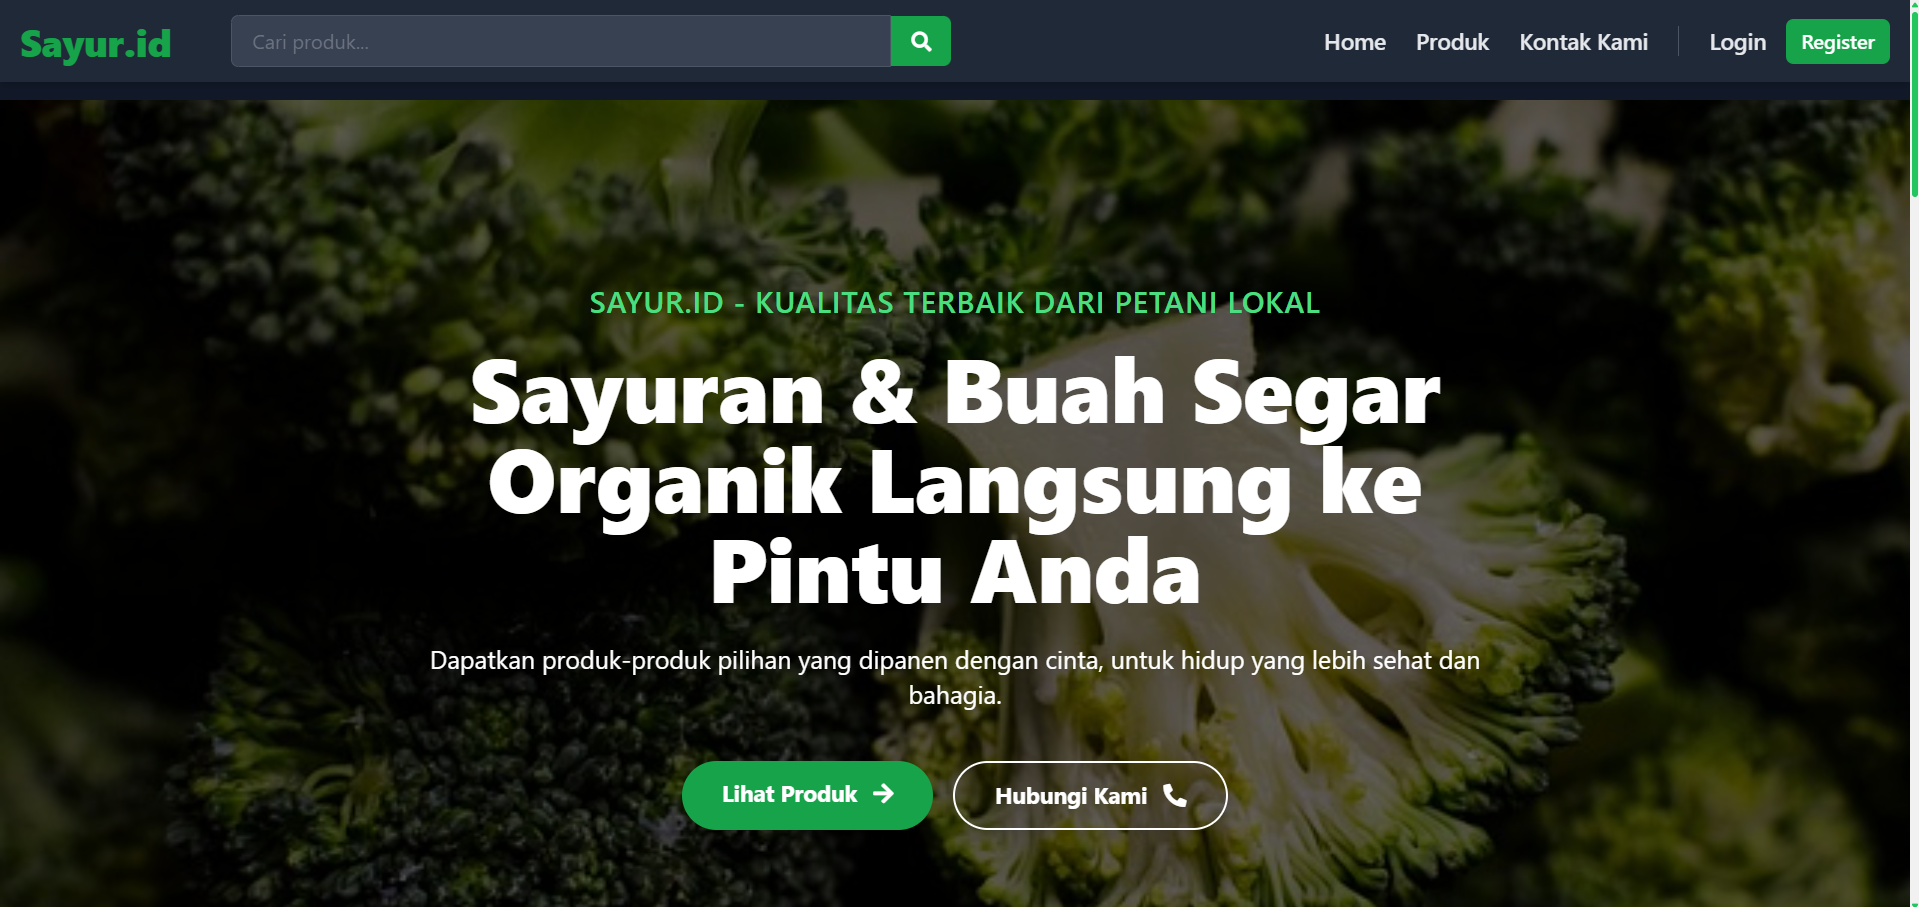 Sayur.id
Cari produk...
Home
Produk
Kontak Kami
Login
Register
SAYUR.ID - KUALITAS TERBAIK DARI PETANI LOKAL
Sayuran & Buah Segar
Organik Langsung ke
Pintu Anda
Dapatkan produk-produk pilihan yang dipanen dengan cinta, untuk hidup yang lebih sehat dan
bahagia.
Lihat Produk
Hubungi Kami